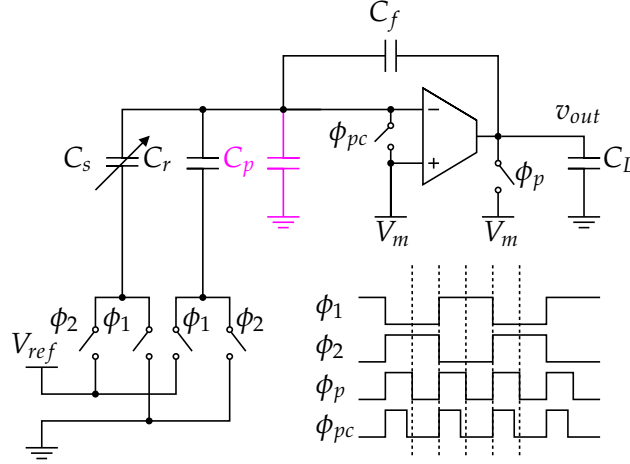 C_f
v_out
ϕ_pc
C_s C_r C_p
ϕ_p C_L
V_m V_m
ϕ_2 ϕ_1 ϕ_1 ϕ_2
V_ref
ϕ_1
ϕ_2
ϕ_p
ϕ_pc